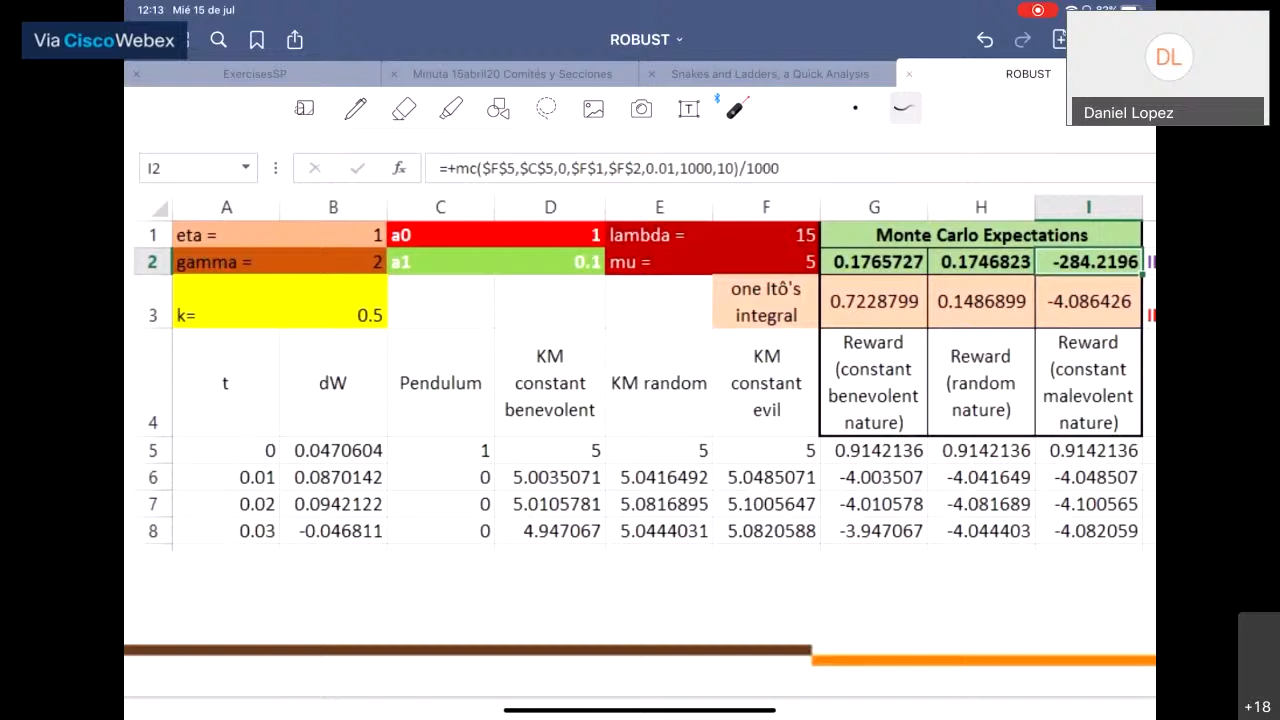 12:13 Mié 15 de jul
82%
Via CiscoWebex
ROBUST
ExercisesSP
Minuta 15abril20 Comités y Secciones
Snakes and Ladders, a Quick Analysis
ROBUST
DL
Daniel Lopez
I2
fx
=+mc($F$5,$C$5,0,$F$1,$F$2,0.01,1000,10)/1000
A B C D E F G H I
1 eta = 1 a0 1 lambda = 15 Monte Carlo Expectations
2 gamma = 2 a1 0.1 mu = 5 0.1765727 0.1746823 -284.2196
3 k= 0.5 one Itô's integral 0.7228799 0.1486899 -4.086426
4 t dW Pendulum KM constant benevolent KM random KM constant evil Reward (constant benevolent nature) Reward (random nature) Reward (constant malevolent nature)
5 0 0.0470604 1 5 5 5 0.9142136 0.9142136 0.9142136
6 0.01 0.0870142 0 5.0035071 5.0416492 5.0485071 -4.003507 -4.041649 -4.048507
7 0.02 0.0942122 0 5.0105781 5.0816895 5.1005647 -4.010578 -4.081689 -4.100565
8 0.03 -0.046811 0 4.947067 5.0444031 5.0820588 -3.947067 -4.044403 -4.082059
+18